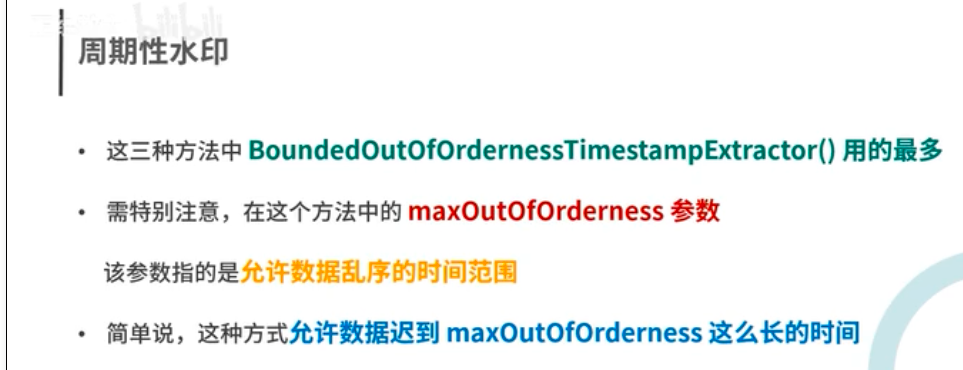 bilibili
周期性水印
• 这三种方法中 BoundedOutOfOrdernessTimestampExtractor() 用的最多
• 需特别注意，在这个方法中的 maxOutOfOrderness 参数
该参数指的是允许数据乱序的时间范围
• 简单说，这种方式允许数据迟到 maxOutOfOrderness 这么长的时间